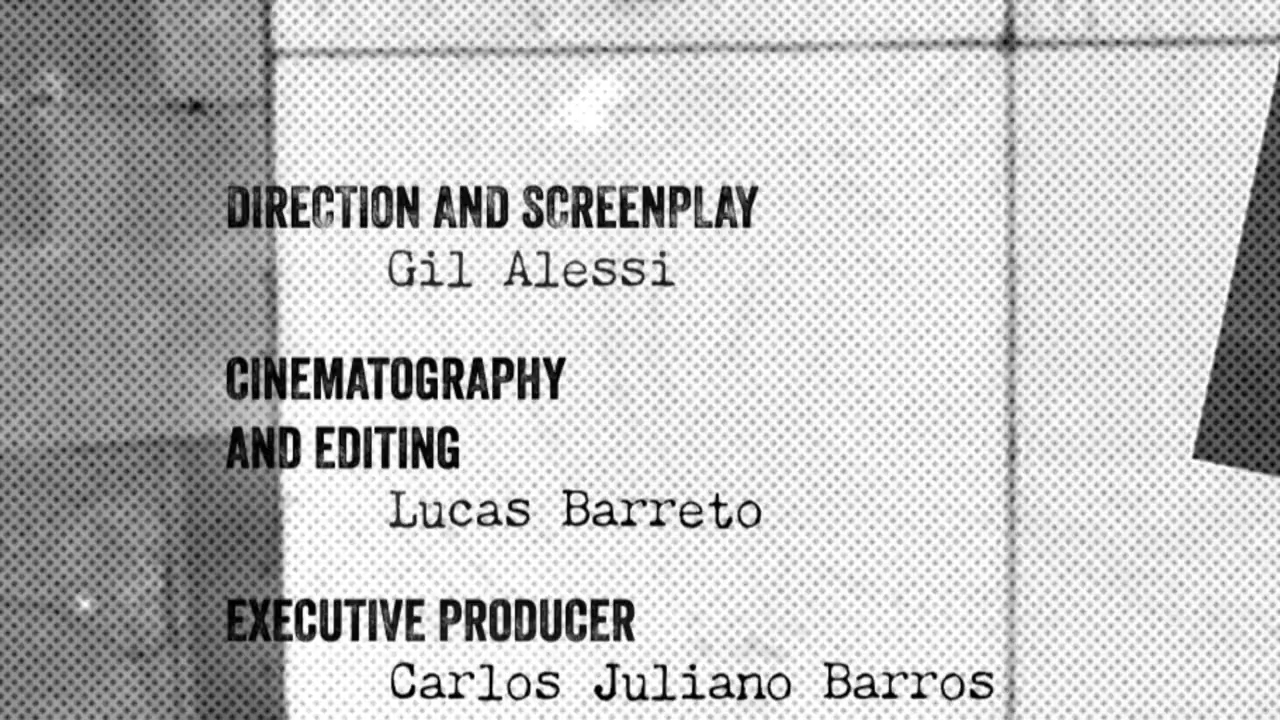 DIRECTION AND SCREENPLAY
Gil Alessi
CINEMATOGRAPHY
AND EDITING
Lucas Barreto
EXECUTIVE PRODUCER
Carlos Juliano Barros